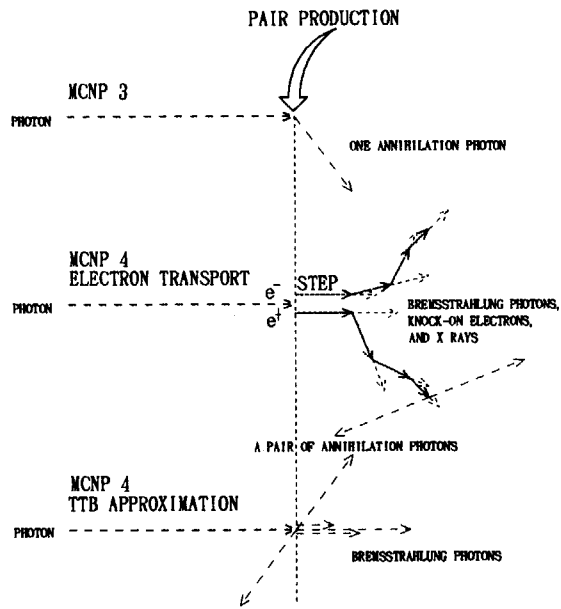 PAIR PRODUCTION
MCNP 3
PHOTON
ONE ANNIHILATION PHOTON
MCNP 4
ELECTRON TRANSPORT
e⁻
STEP
PHOTON
e⁺
BREMSSTRAHLUNG PHOTONS,
KNOCK-ON ELECTRONS,
AND X RAYS
A PAIR OF ANNIHILATION PHOTONS
MCNP 4
TTB APPROXIMATION
PHOTON
BREMSSTRAHLUNG PHOTONS